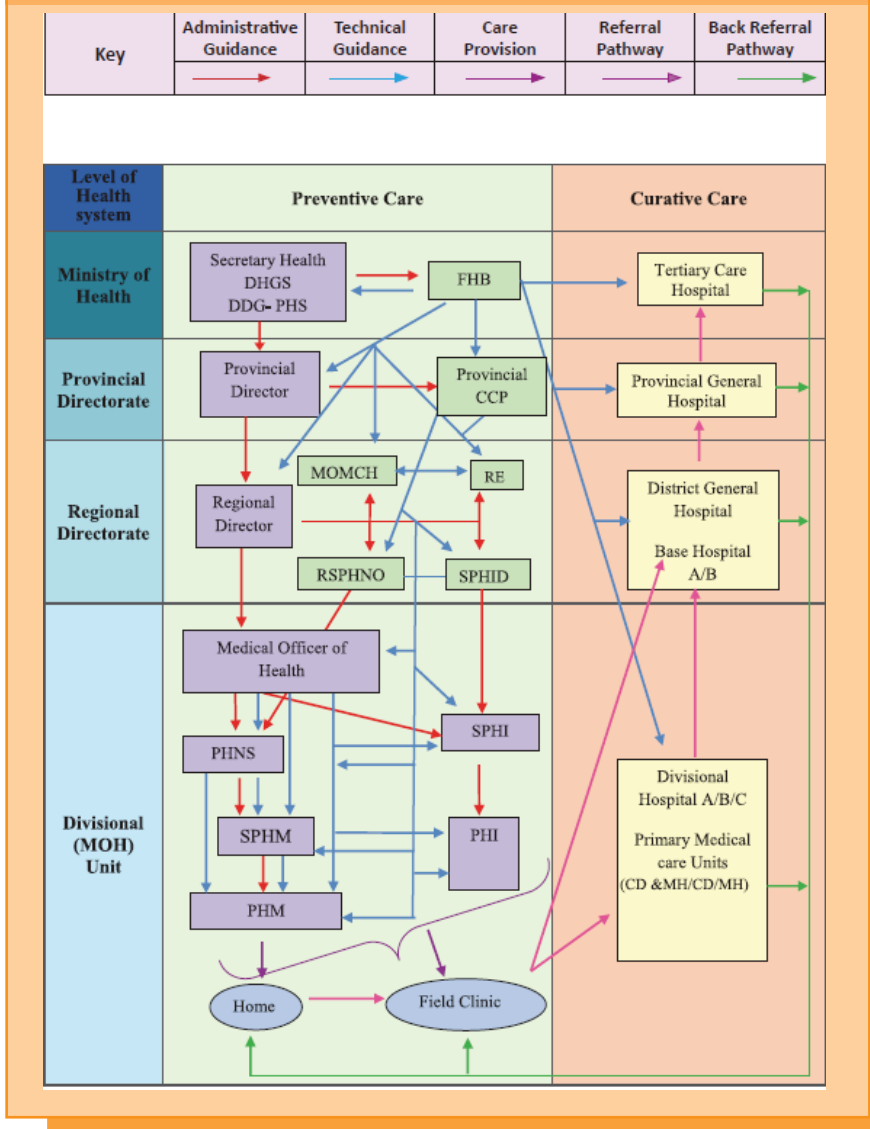 Key
Administrative
Guidance
Technical
Guidance
Care
Provision
Referral
Pathway
Back Referral
Pathway
Level of
Health
system
Preventive Care
Curative Care
Ministry of
Health
Secretary Health
DHGS
DDG- PHS
FHB
Tertiary Care
Hospital
Provincial
Directorate
Provincial
Director
Provincial
CCP
Provincial General
Hospital
Regional
Directorate
MOMCH
RE
Regional
Director
RSPHNO
SPHID
District General
Hospital
Base Hospital
A/B
Divisional
(MOH)
Unit
Medical Officer of
Health
SPHI
PHNS
SPHM
PHI
PHM
Home
Field Clinic
Divisional
Hospital A/B/C
Primary Medical
care Units
(CD &MH/CD/MH)